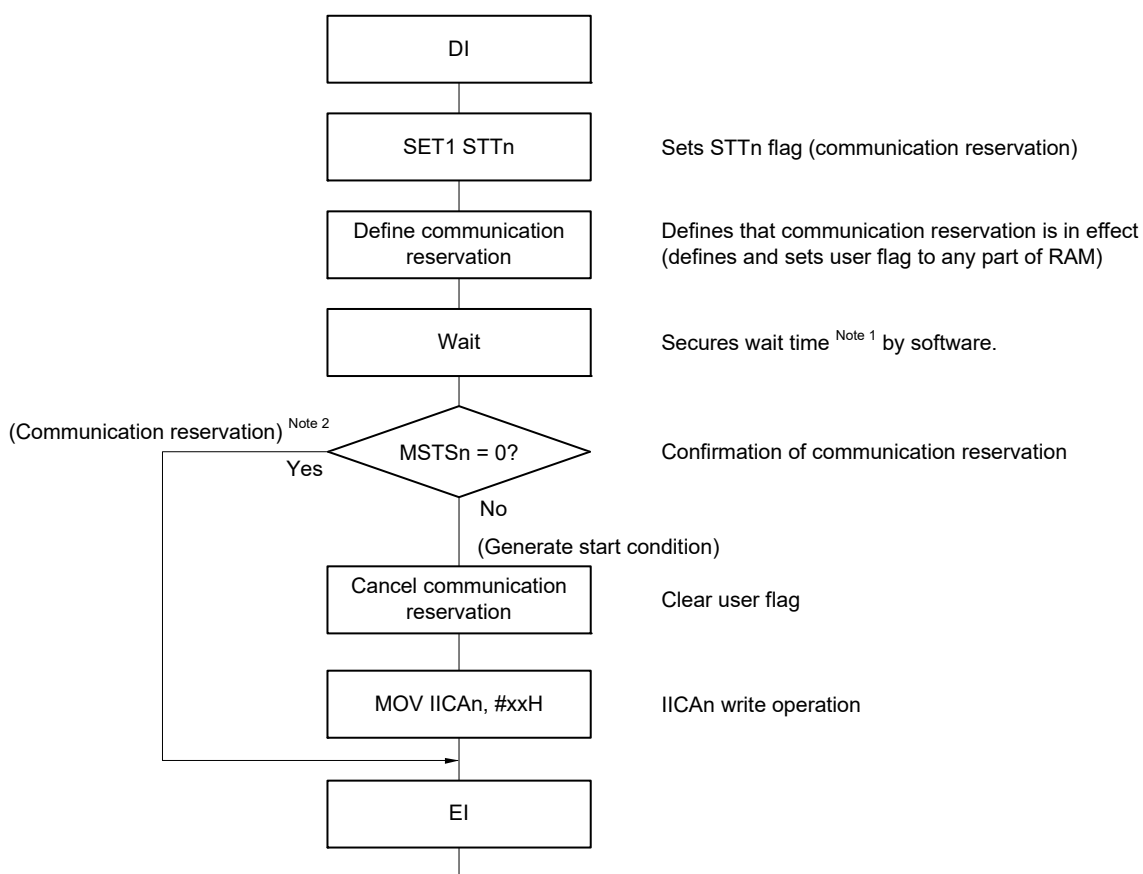 DI
SET1 STTn
Sets STTn flag (communication reservation)
Define communication
reservation
Defines that communication reservation is in effect
(defines and sets user flag to any part of RAM)
Wait
Secures wait time Note 1 by software.
(Communication reservation) Note 2
MSTSn = 0?
Confirmation of communication reservation
Yes
No
(Generate start condition)
Cancel communication
reservation
Clear user flag
MOV IICAn, #xxH
IICAn write operation
EI